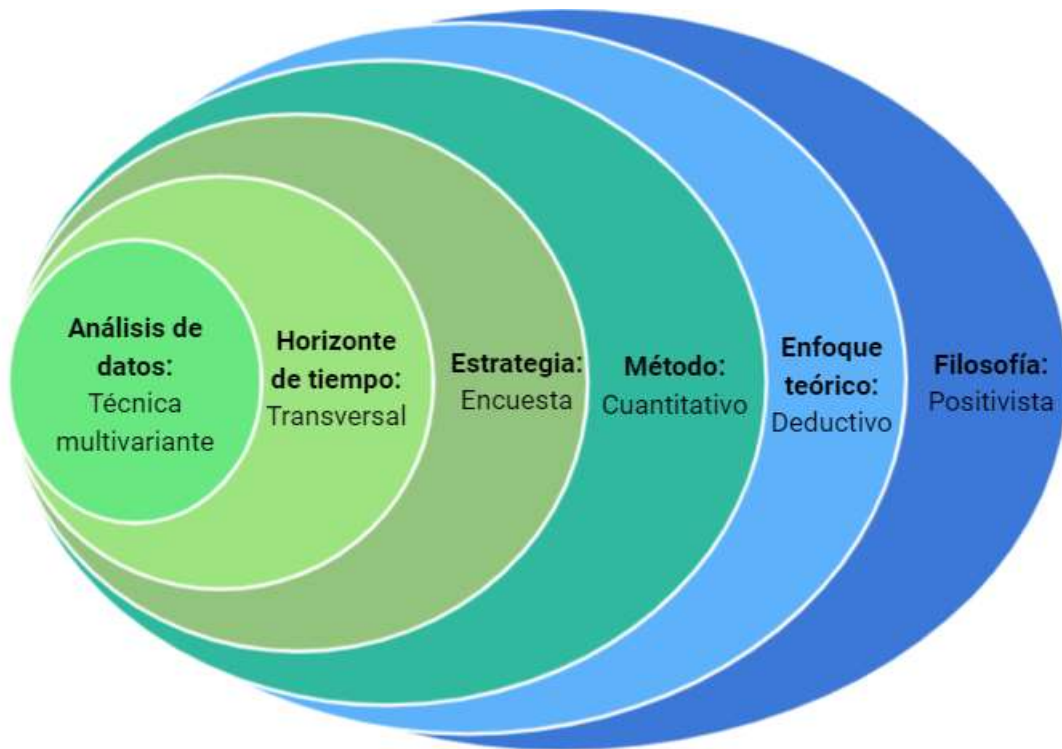 Análisis de
datos:
Técnica
multivariante
Horizonte
de tiempo:
Transversal
Estrategia:
Encuesta
Método:
Cuantitativo
Enfoque
teórico:
Deductivo
Filosofía:
Positivista